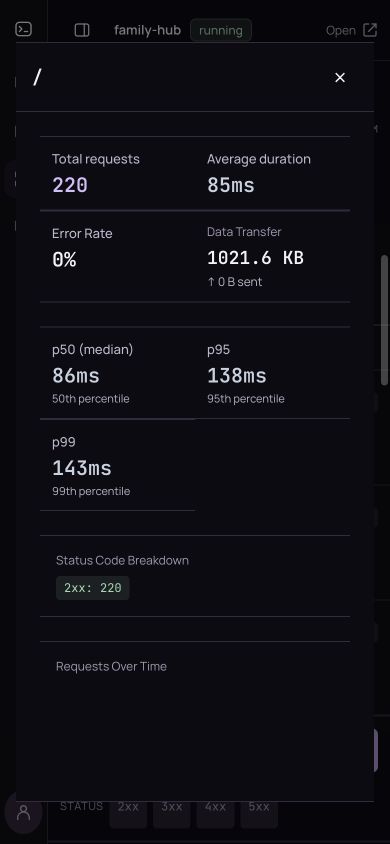 family-hub running Open
/ ×
Total requests Average duration
220 85ms
Error Rate Data Transfer
0% 1021.6 KB
↑ 0 B sent
p50 (median) p95
86ms 138ms
50th percentile 95th percentile
p99
143ms
99th percentile
Status Code Breakdown
2xx: 220
Requests Over Time
STATUS 2xx 3xx 4xx 5xx